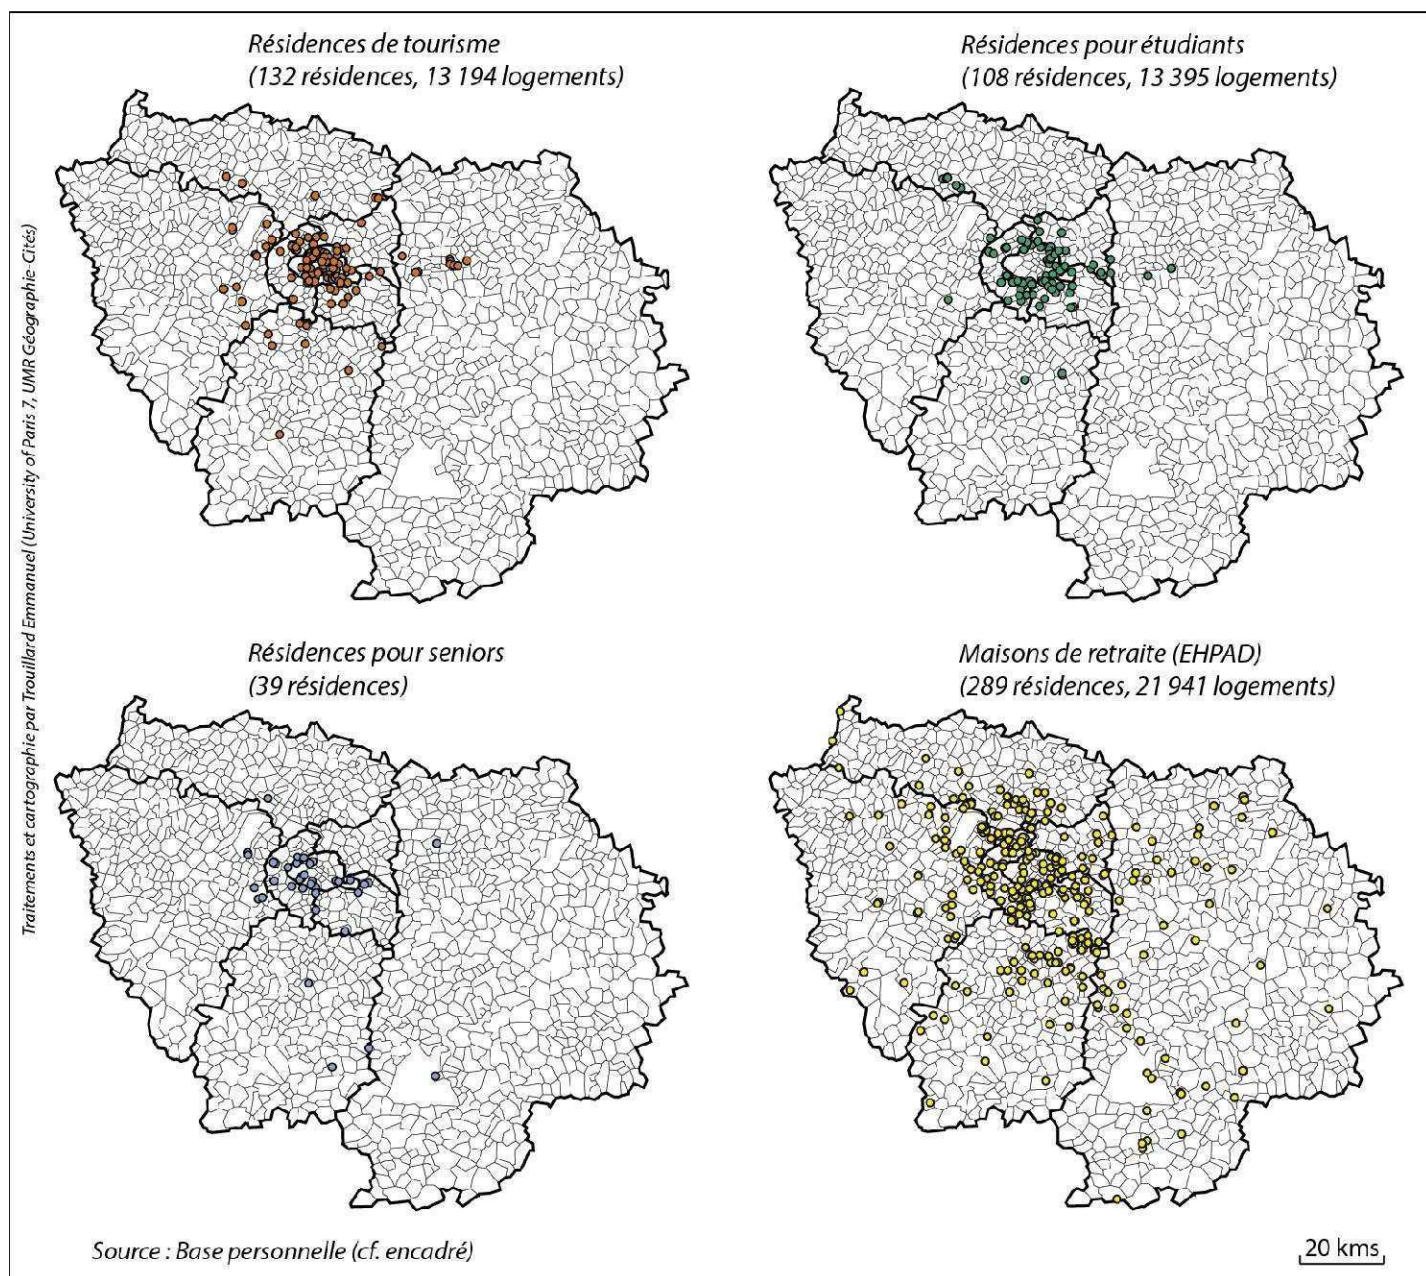 Résidences de tourisme
(132 résidences, 13 194 logements)
Résidences pour étudiants
(108 résidences, 13 395 logements)
Traitements et cartographie par Trouillard Emmanuel (University of Paris 7, UMR Géographie-Cités)
Résidences pour seniors
(39 résidences)
Maisons de retraite (EHPAD)
(289 résidences, 21 941 logements)
Source : Base personnelle (cf. encadré)
20 kms